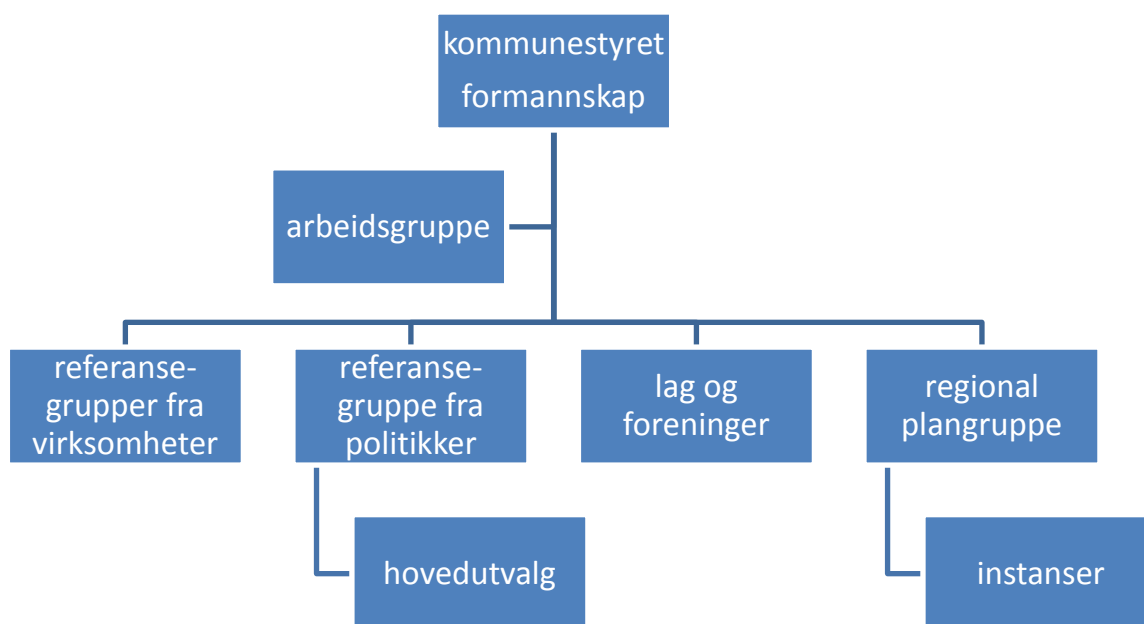 kommunestyret
formannskap
arbeidsgruppe
referanse-
grupper fra
virksomheter
referanse-
gruppe fra
politikker
lag og
foreninger
regional
plangruppe
hovedutvalg
instanser